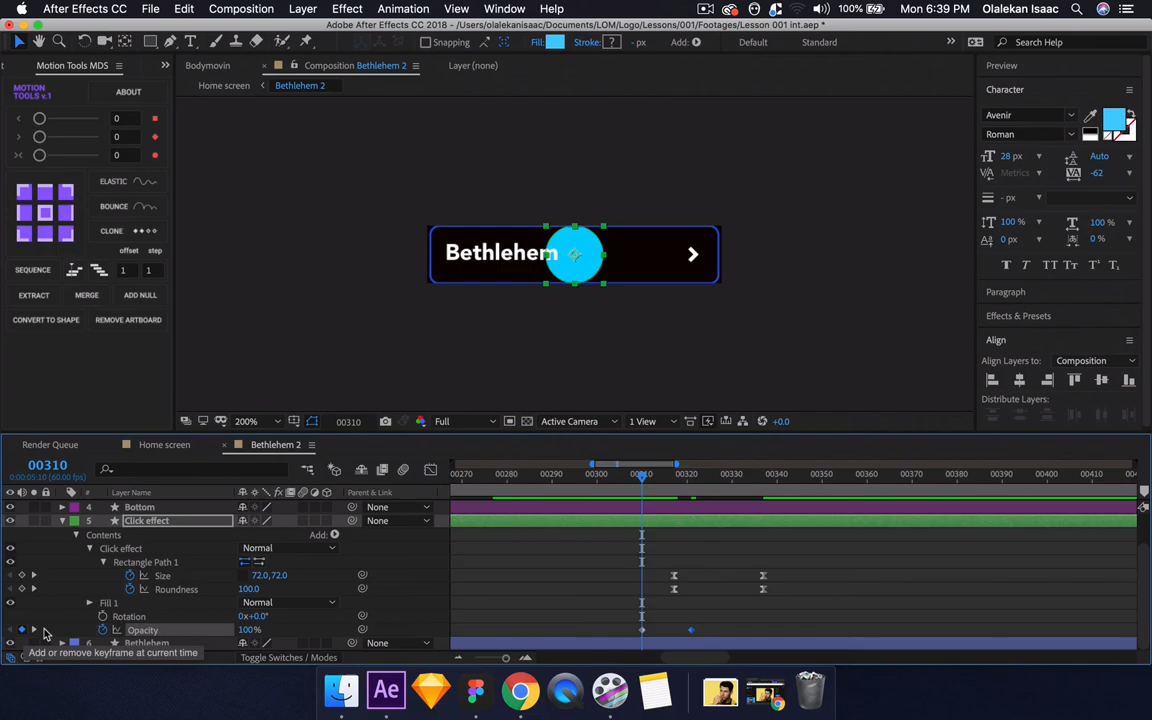 After Effects CC File Edit Composition Layer Effect Animation View Window Help 100% Mon 6:39 PM Olalekan Isaac
Adobe After Effects CC 2018 - /Users/olalekanisaac/Documents/LOM/Logo/Lessons/001/Footages/Lesson 001 int.aep *
Snapping Fill: Stroke: ? - px Add: Default Standard Search Help
Motion Tools MDS Bodymovin Composition Bethlehem 2 Layer (none) Preview
MOTION TOOLS v.1 ABOUT Home screen Bethlehem 2 Character
0 Avenir
0 Roman
0 28 px Auto
Metrics -62
ELASTIC - px
BOUNCE 100 % 100 %
CLONE 0 px 0 %
offset step
SEQUENCE 1 1
EXTRACT MERGE ADD NULL Paragraph
CONVERT TO SHAPE REMOVE ARTBOARD Effects & Presets
Bethlehem
Align
Align Layers to: Composition
Distribute Layers:
200% 00310 Full Active Camera 1 View +0.0
Render Queue Home screen Bethlehem 2
00310
0:00:05:10 (60.00 fps)
00270 00280 00290 00300 00310 00320 00330 00340 00350 00360 00370 00380 00390 00400 00410
# Layer Name Parent & Link
4 Bottom None
5 Click effect None
Contents Add:
Click effect Normal
Rectangle Path 1
Size 72.0,72.0
Roundness 100.0
Fill 1 Normal
Rotation 0x+0.0°
Opacity 100%
6 Bethlehem None
Add or remove keyframe at current time
Toggle Switches / Modes